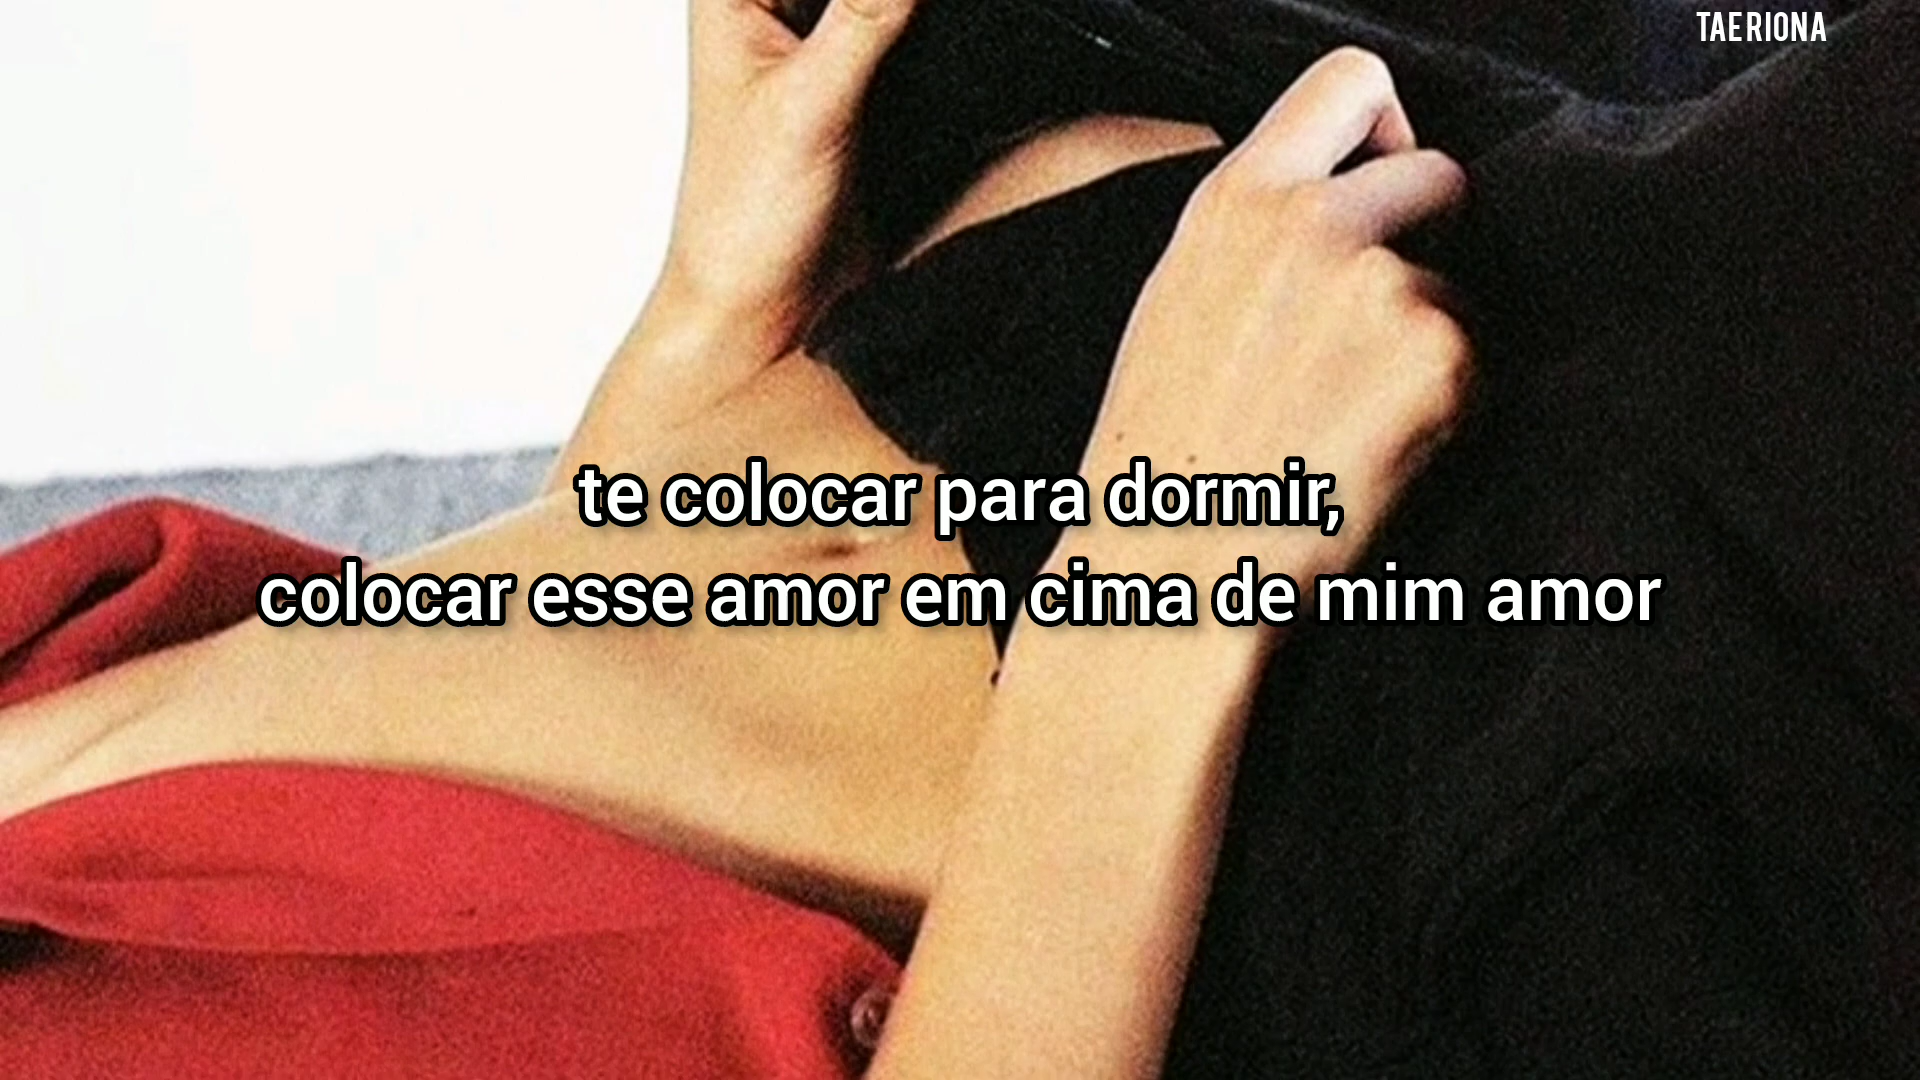 TAERIONA
te colocar para dormir,
colocar esse amor em cima de mim amor